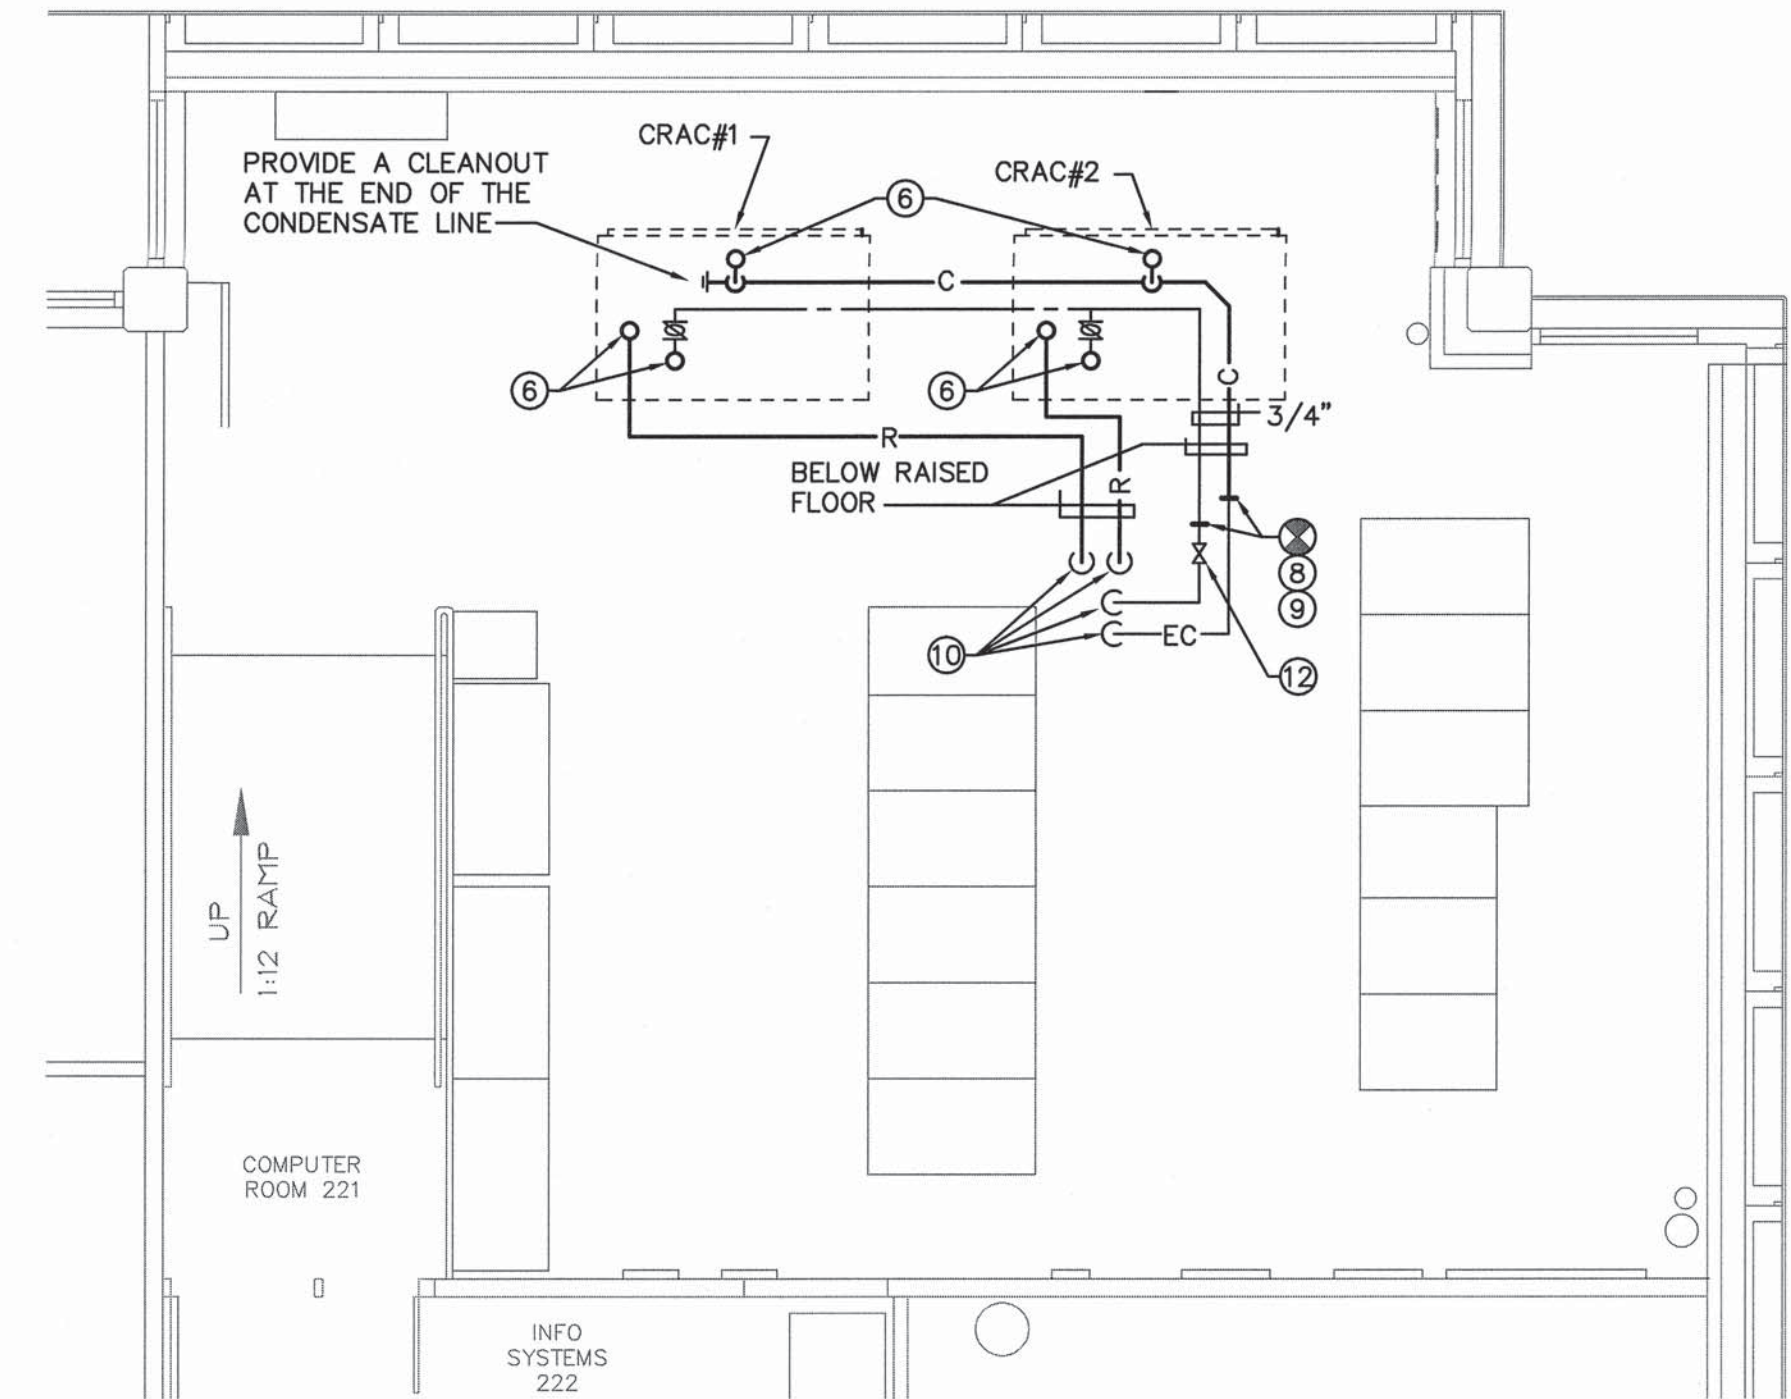 CRAC#1
PROVIDE A CLEANOUT
AT THE END OF THE
CONDENSATE LINE
CRAC#2
6
C
6
6
C
3/4"
R
BELOW RAISED
FLOOR
R
8
9
EC
10
12
UP
1:12 RAMP
COMPUTER
ROOM 221
INFO
SYSTEMS
222